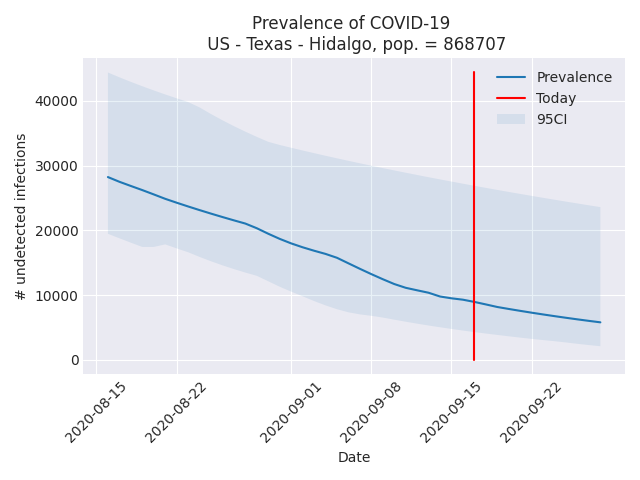 Prevalence of COVID-19
US - Texas - Hidalgo, pop. = 868707
Prevalence
Today
95CI
# undetected infections
40000
30000
20000
10000
0
2020-08-15
2020-08-22
2020-09-01
2020-09-08
2020-09-15
2020-09-22
Date